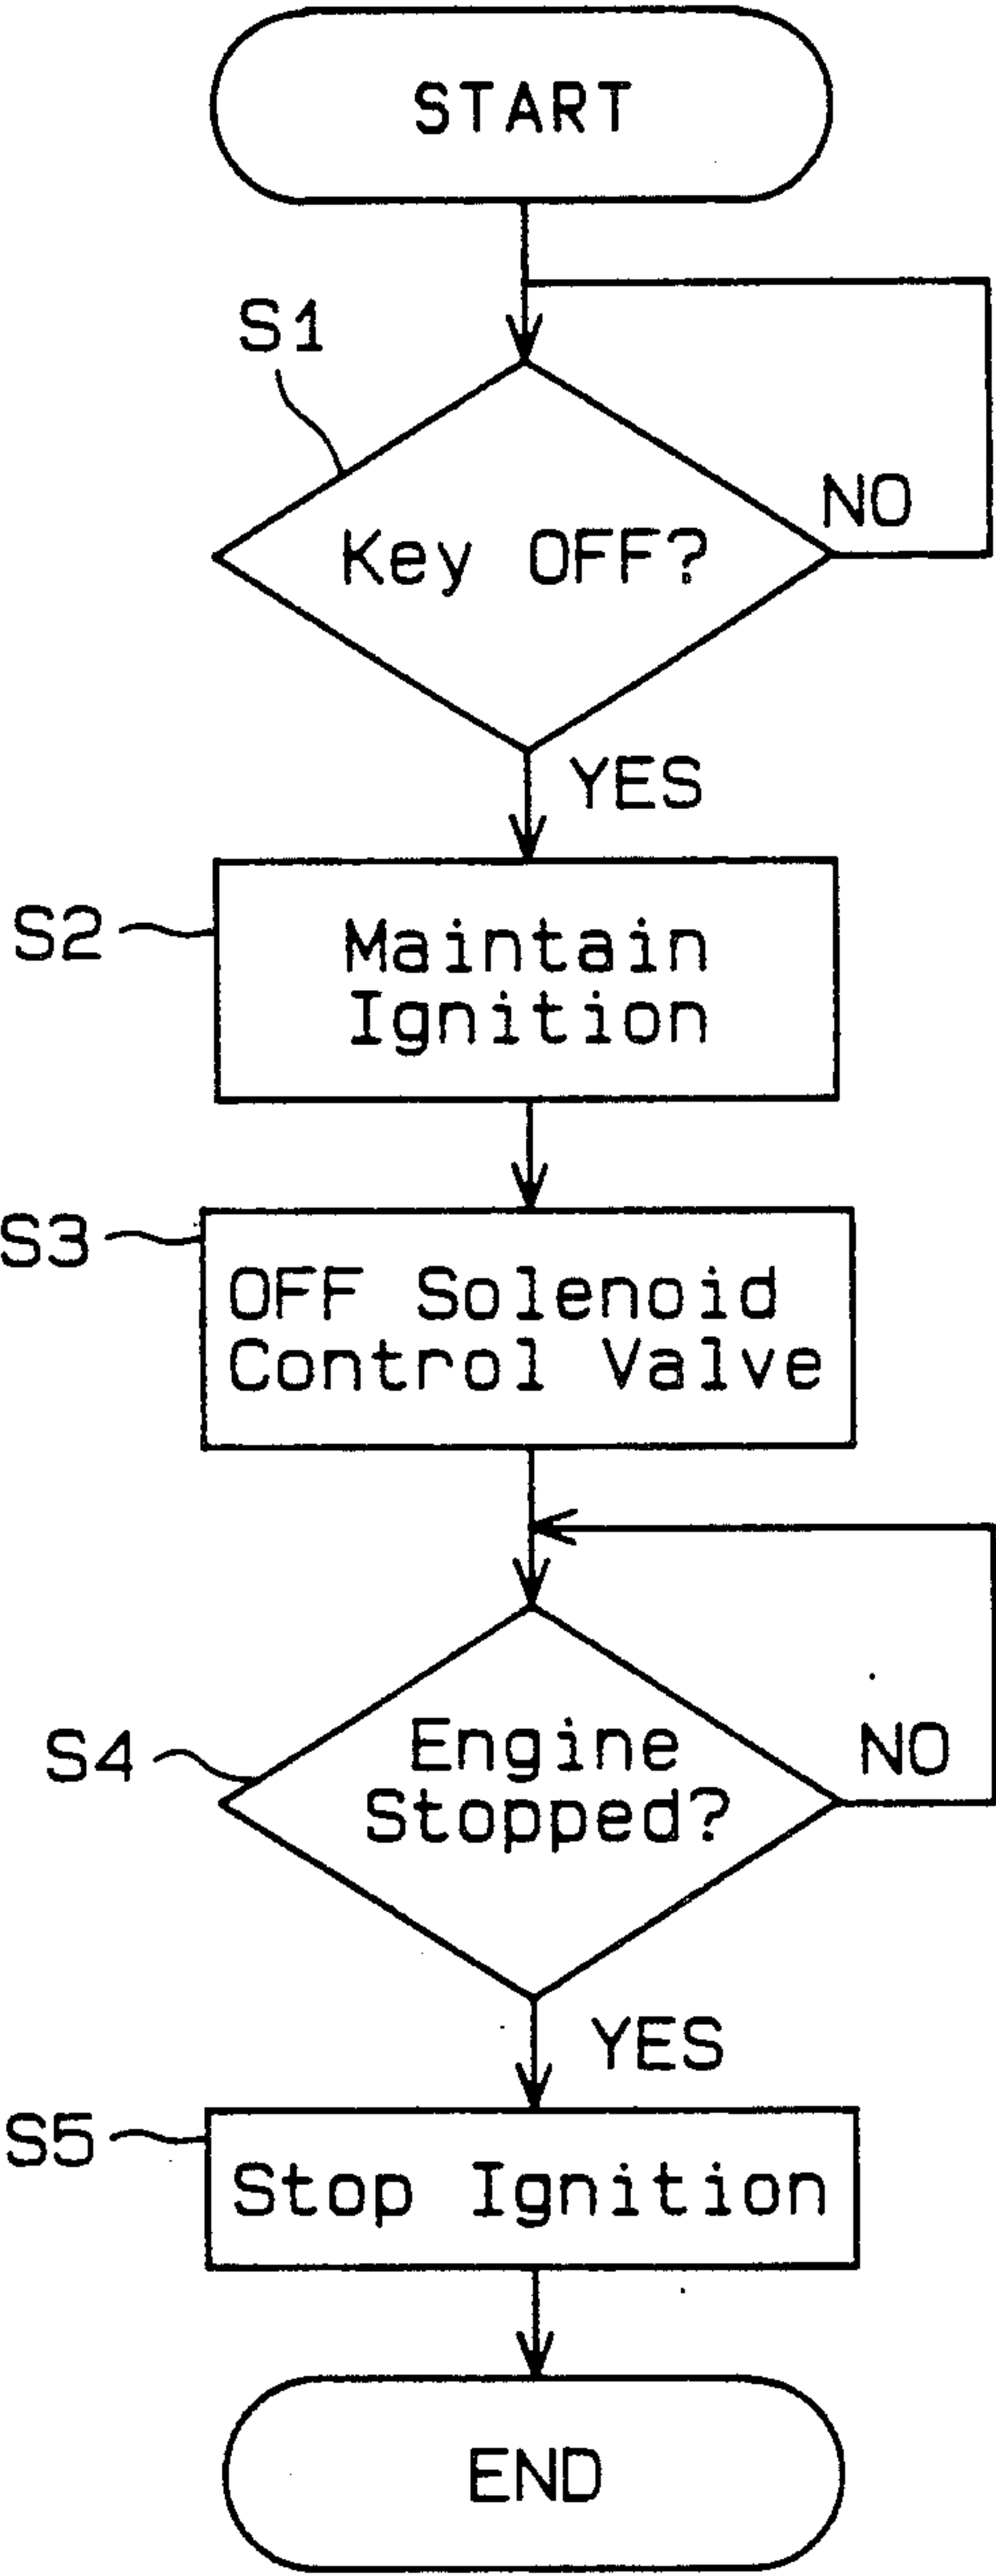 START
S1
NO
Key OFF?
YES
S2
Maintain
Ignition
S3
OFF Solenoid
Control Valve
S4
Engine
Stopped?
NO
YES
S5
Stop Ignition
END